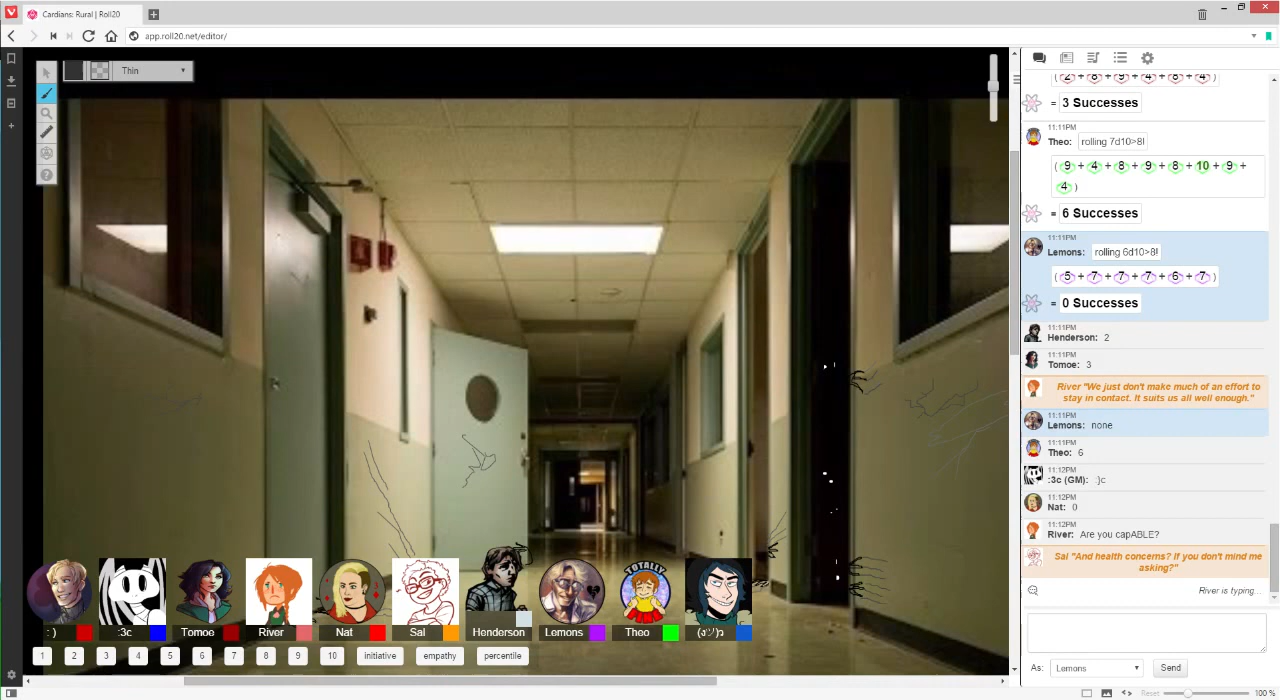 Cardians: Rural | Roll20
app.roll20.net/editor/
Thin
(2 + 8 + 9 + 4 + 8 + 4)
= 3 Successes
11:11PM
Theo: rolling 7d10>8!
(9 + 4 + 8 + 9 + 8 + 10 + 9 +
4)
= 6 Successes
11:11PM
Lemons: rolling 6d10>8!
(5 + 7 + 7 + 7 + 6 + 7)
= 0 Successes
11:11PM
Henderson: 2
11:11PM
Tomoe: 3
River "We just don't make much of an effort to
stay in contact. It suits us all well enough."
11:11PM
Lemons: none
11:11PM
Theo: 6
11:12PM
:3c (GM): :}c
11:12PM
Nat: 0
11:12PM
River: Are you capABLE?
Sal "And health concerns? If you don't mind me
asking?"
River is typing...
TOTALLY
: ) :3c Tomoe River Nat Sal Henderson Lemons Theo
1 2 3 4 5 6 7 8 9 10 initiative empathy percentile
As: Lemons Send
Reset 100 %